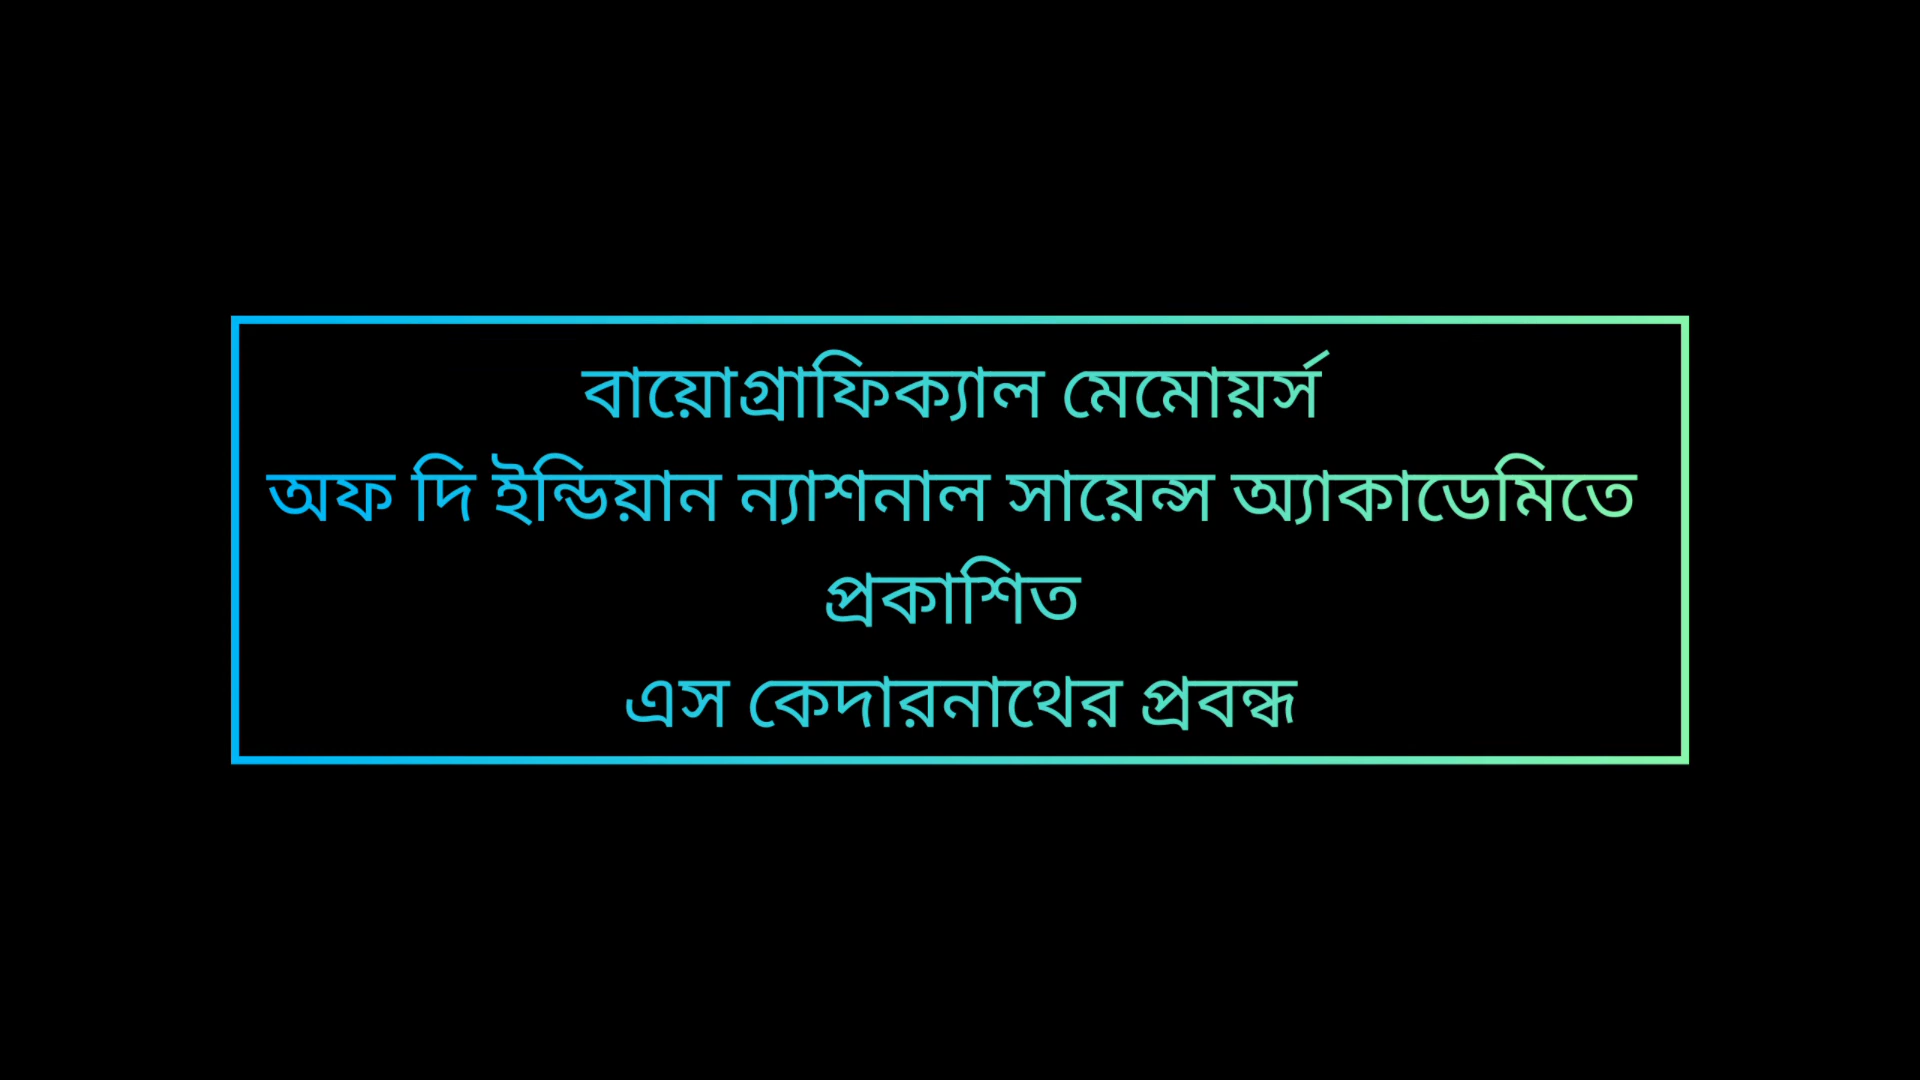 বায়োগ্রাফিক্যাল মেমোয়র্স
অফ দি ইন্ডিয়ান ন্যাশনাল সায়েন্স অ্যাকাডেমিতে
প্রকাশিত
এস কেদারনাথের প্রবন্ধ